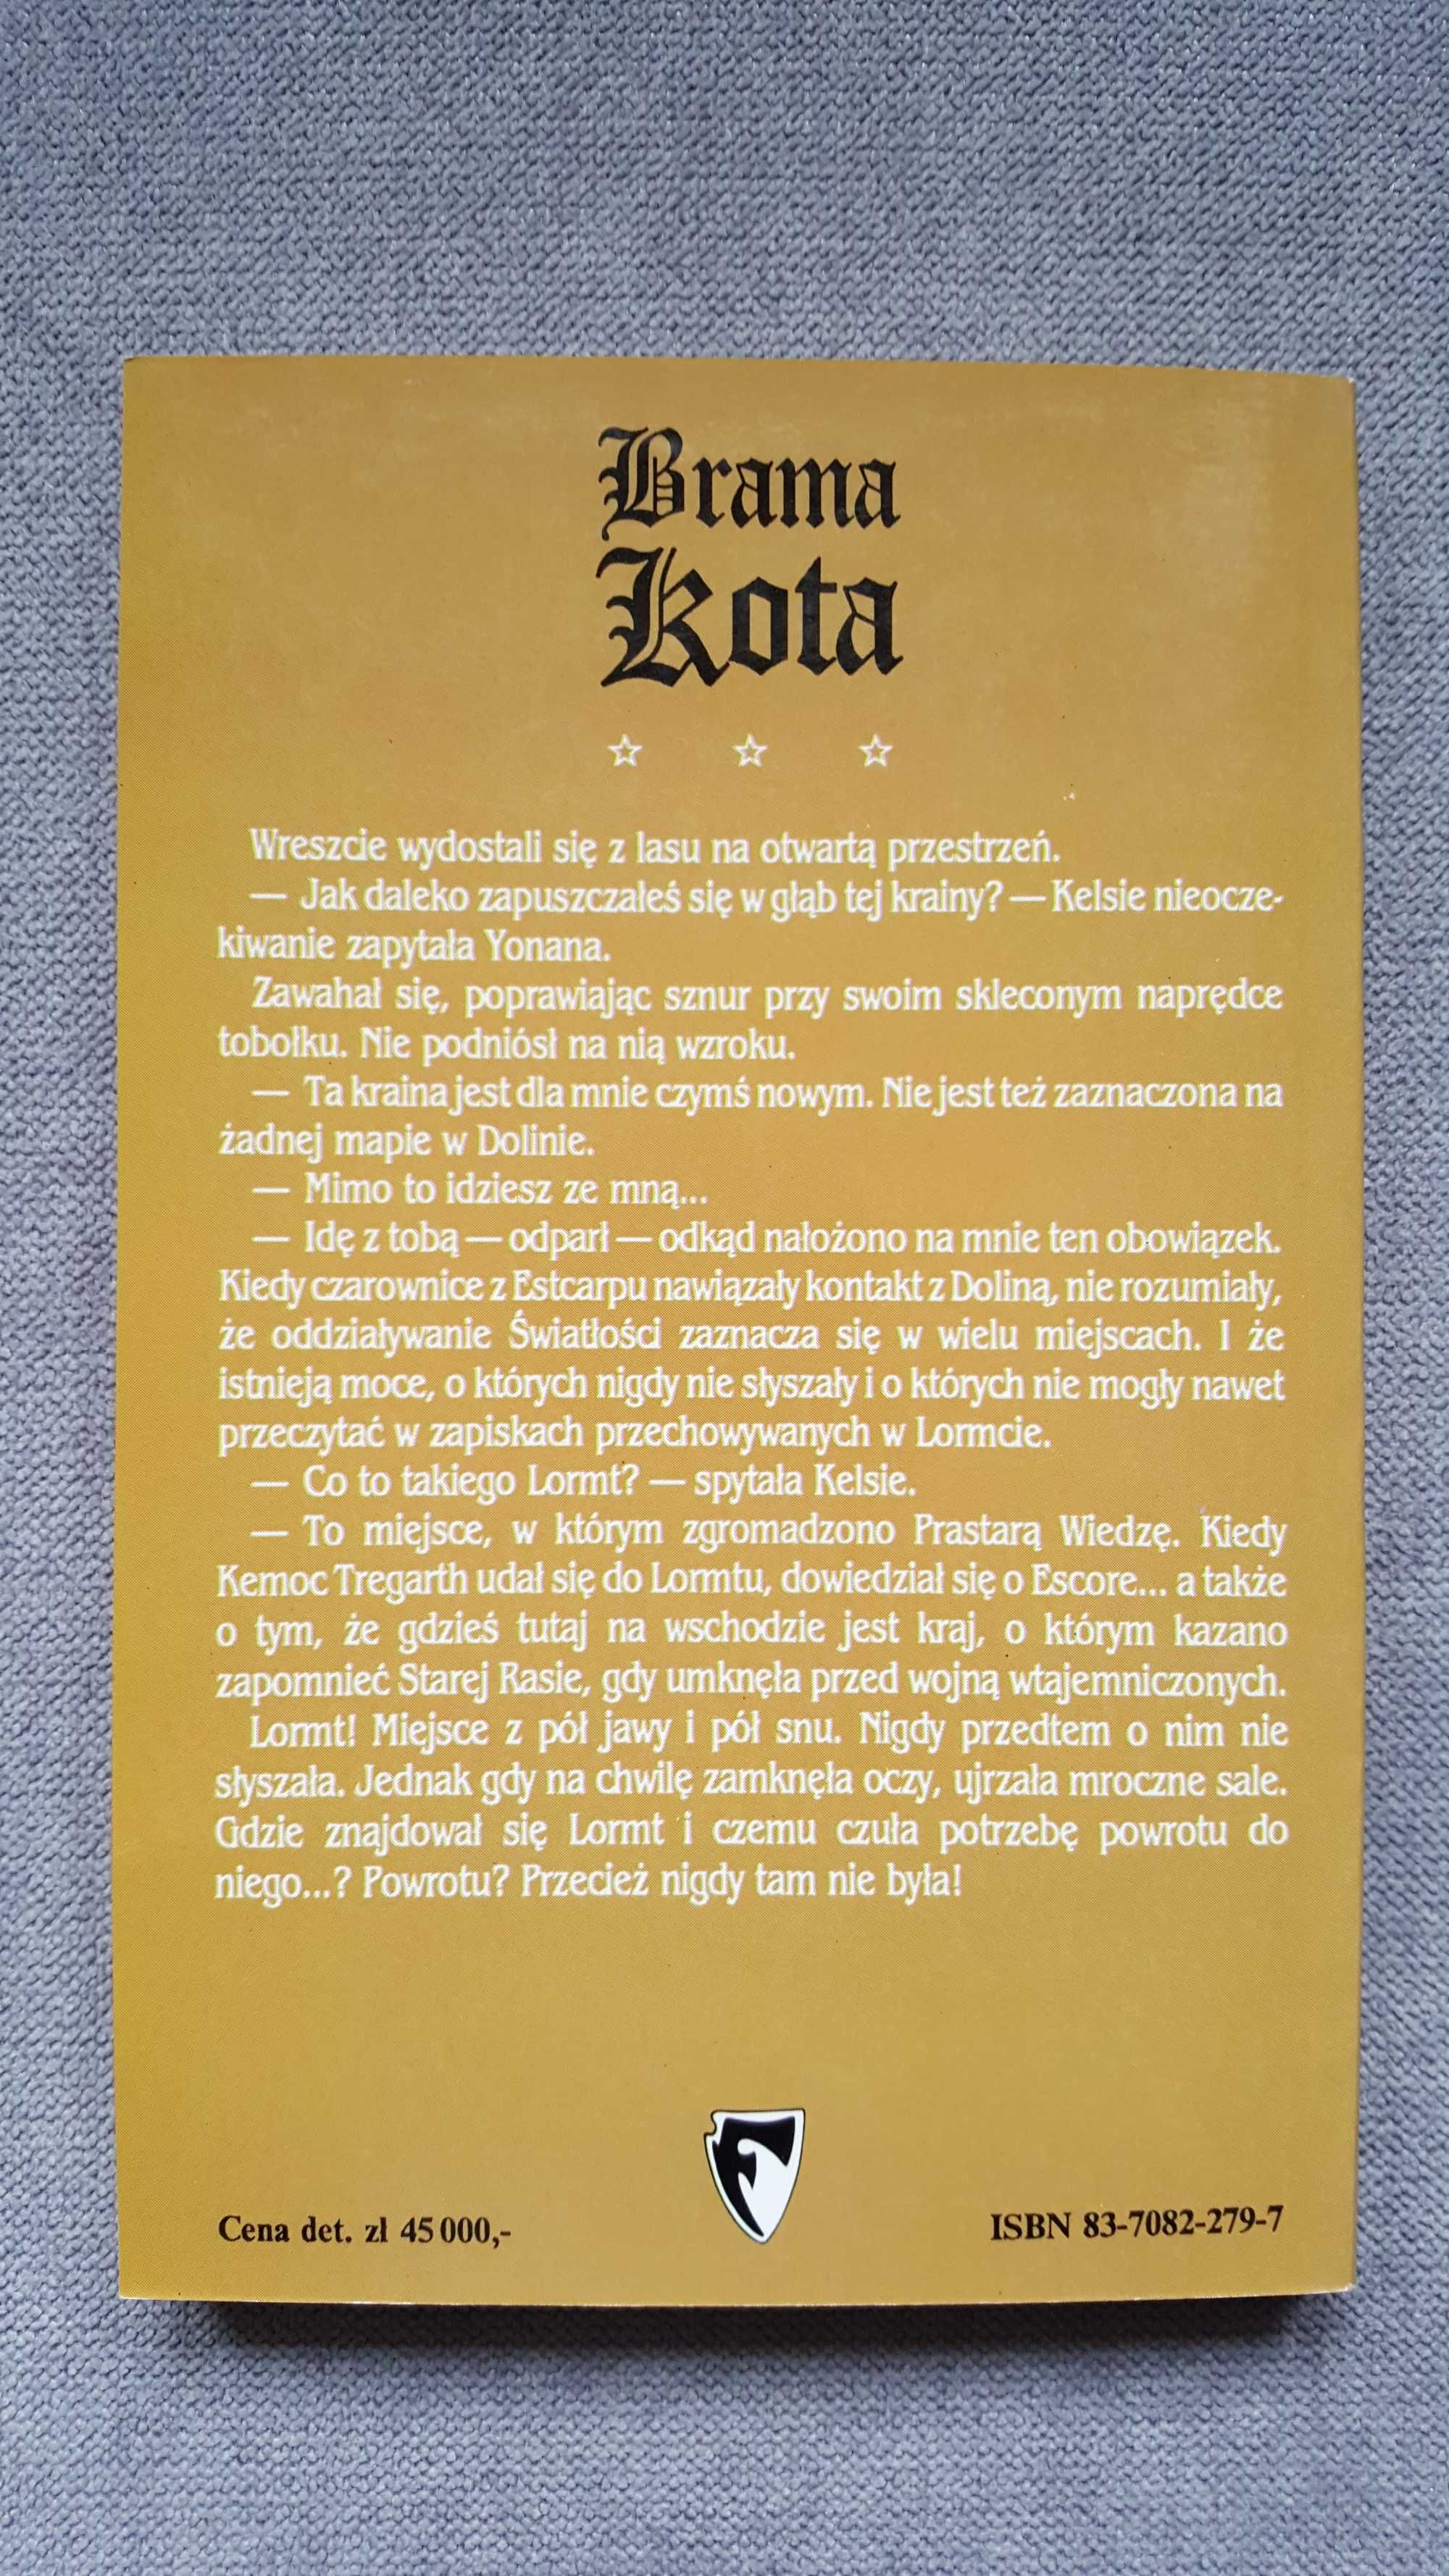 Brama
Kota
☆ ☆ ☆
Wreszcie wydostali się z lasu na otwartą przestrzeń.
— Jak daleko zapuszczałeś się w głąb tej krainy? — Kelsie nieocze-
kiwanie zapytała Yonana.
Zawahał się, poprawiając sznur przy swoim skleconym naprędce
tobołku. Nie podniósł na nią wzroku.
— Ta kraina jest dla mnie czymś nowym. Nie jest też zaznaczona na
żadnej mapie w Dolinie.
— Mimo to idziesz ze mną...
— Idę z tobą — odparł — odkąd nałożono na mnie ten obowiązek.
Kiedy czarownice z Estcarpu nawiązały kontakt z Doliną, nie rozumiały,
że oddziaływanie Światłości zaznacza się w wielu miejscach. I że
istnieją moce, o których nigdy nie słyszały i o których nie mogły nawet
przeczytać w zapiskach przechowywanych w Lormcie.
— Co to takiego Lormt? — spytała Kelsie.
— To miejsce, w którym zgromadzono Prastarą Wiedzę. Kiedy
Kemoc Tregarth udał się do Lormtu, dowiedział się o Escore... a także
o tym, że gdzieś tutaj na wschodzie jest kraj, o którym kazano
zapomnieć Starej Rasie, gdy umknęła przed wojną wtajemniczonych.
Lormt! Miejsce z pół jawy i pół snu. Nigdy przedtem o nim nie
słyszała. Jednak gdy na chwilę zamknęła oczy, ujrzała mroczne sale.
Gdzie znajdował się Lormt i czemu czuła potrzebę powrotu do
niego...? Powrotu? Przecież nigdy tam nie była!
Cena det. zł 45 000,-
ISBN 83-7082-279-7